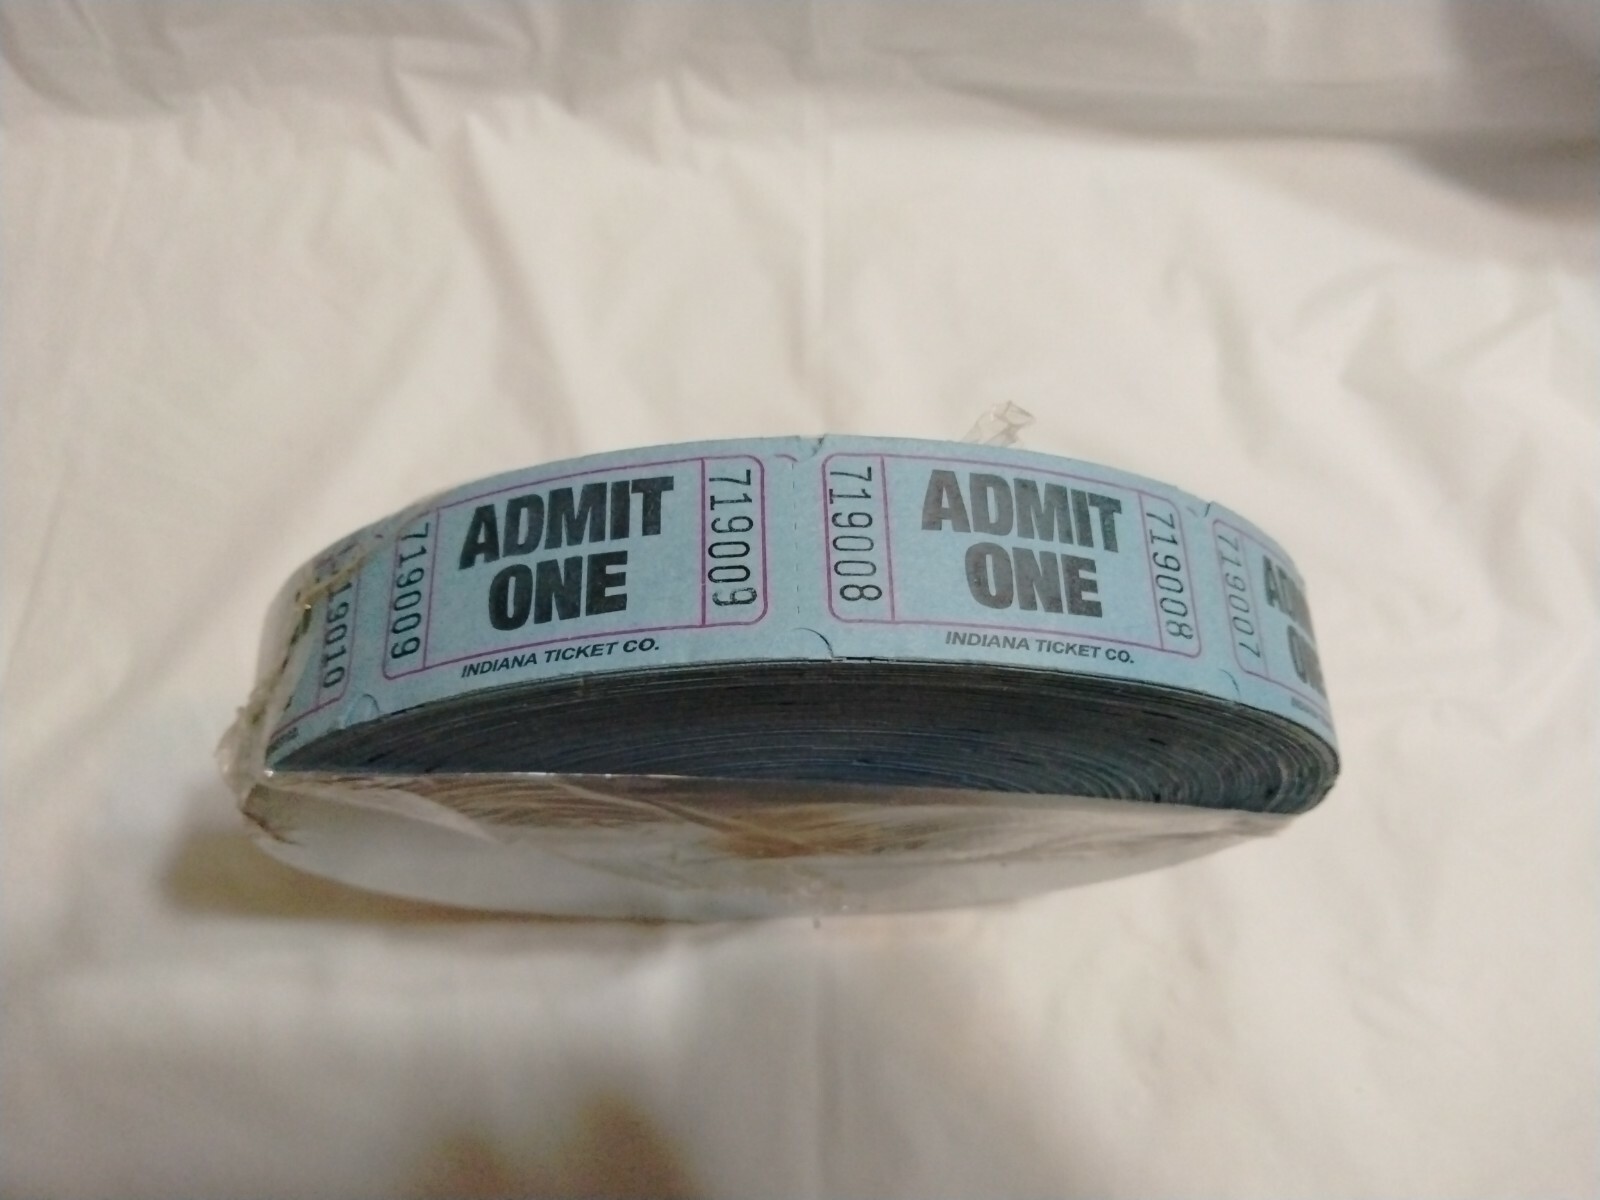 719010
719009
ADMIT
ONE
719009
INDIANA TICKET CO.
719008
ADMIT
ONE
719008
INDIANA TICKET CO.
719007